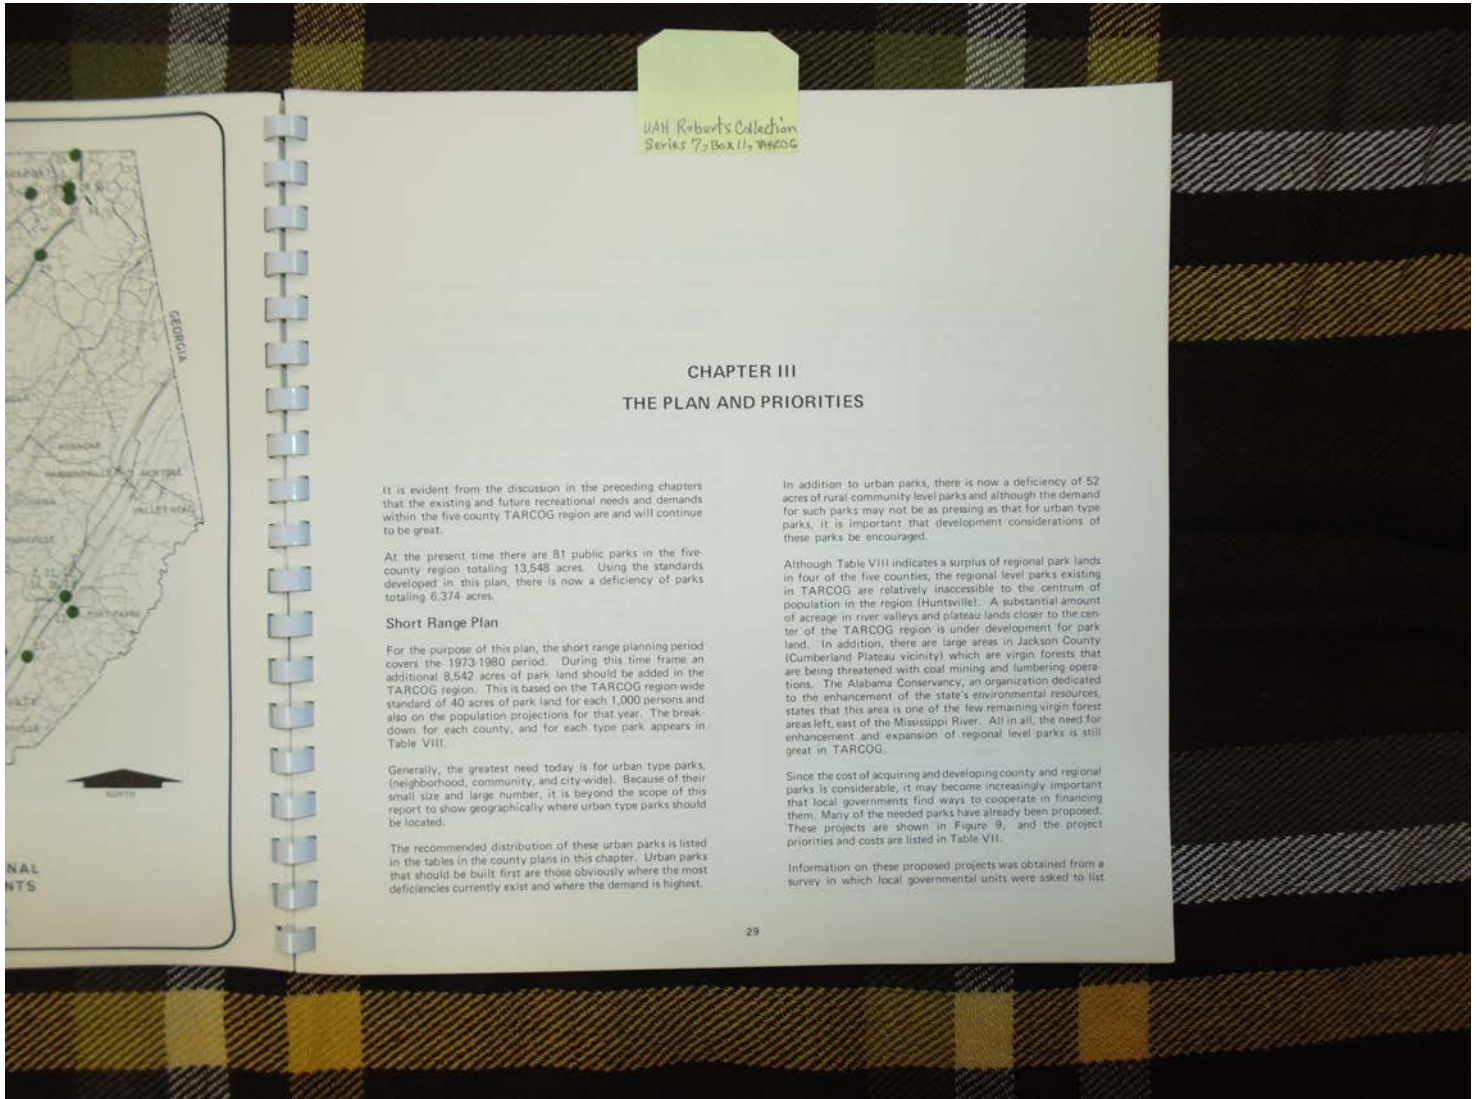 UAH Roberts Collection
Series 7, Box 11, TARCOG
GEORGIA
VALLEY HEAD
FORT PAYNE
NORTH
NAL
NTS
CHAPTER III
THE PLAN AND PRIORITIES
It is evident from the discussion in the preceding chapters
that the existing and future recreational needs and demands
within the five-county TARCOG region are and will continue
to be great.
At the present time there are 81 public parks in the five-
county region totaling 13,548 acres. Using the standards
developed in this plan, there is now a deficiency of parks
totaling 6,374 acres.
Short Range Plan
For the purpose of this plan, the short range planning period
covers the 1973-1980 period. During this time frame an
additional 8,542 acres of park land should be added in the
TARCOG region. This is based on the TARCOG region-wide
standard of 40 acres of park land for each 1,000 persons and
also on the population projections for that year. The break-
down for each county, and for each type park appears in
Table VIII.
Generally, the greatest need today is for urban type parks,
(neighborhood, community, and city-wide). Because of their
small size and large number, it is beyond the scope of this
report to show geographically where urban type parks should
be located.
The recommended distribution of these urban parks is listed
in the tables in the county plans in this chapter. Urban parks
that should be built first are those obviously where the most
deficiencies currently exist and where the demand is highest.
In addition to urban parks, there is now a deficiency of 52
acres of rural community level parks and although the demand
for such parks may not be as pressing as that for urban type
parks, it is important that development considerations of
these parks be encouraged.
Although Table VIII indicates a surplus of regional park lands
in four of the five counties, the regional level parks existing
in TARCOG are relatively inaccessible to the centrum of
population in the region (Huntsville). A substantial amount
of acreage in river valleys and plateau lands closer to the cen-
ter of the TARCOG region is under development for park
land. In addition, there are large areas in Jackson County
(Cumberland Plateau vicinity) which are virgin forests that
are being threatened with coal mining and lumbering opera-
tions. The Alabama Conservancy, an organization dedicated
to the enhancement of the state's environmental resources,
states that this area is one of the few remaining virgin forest
areas left, east of the Mississippi River. All in all, the need for
enhancement and expansion of regional level parks is still
great in TARCOG.
Since the cost of acquiring and developing county and regional
parks is considerable, it may become increasingly important
that local governments find ways to cooperate in financing
them. Many of the needed parks have already been proposed.
These projects are shown in Figure 9, and the project
priorities and costs are listed in Table VII.
Information on these proposed projects was obtained from a
survey in which local governmental units were asked to list
29